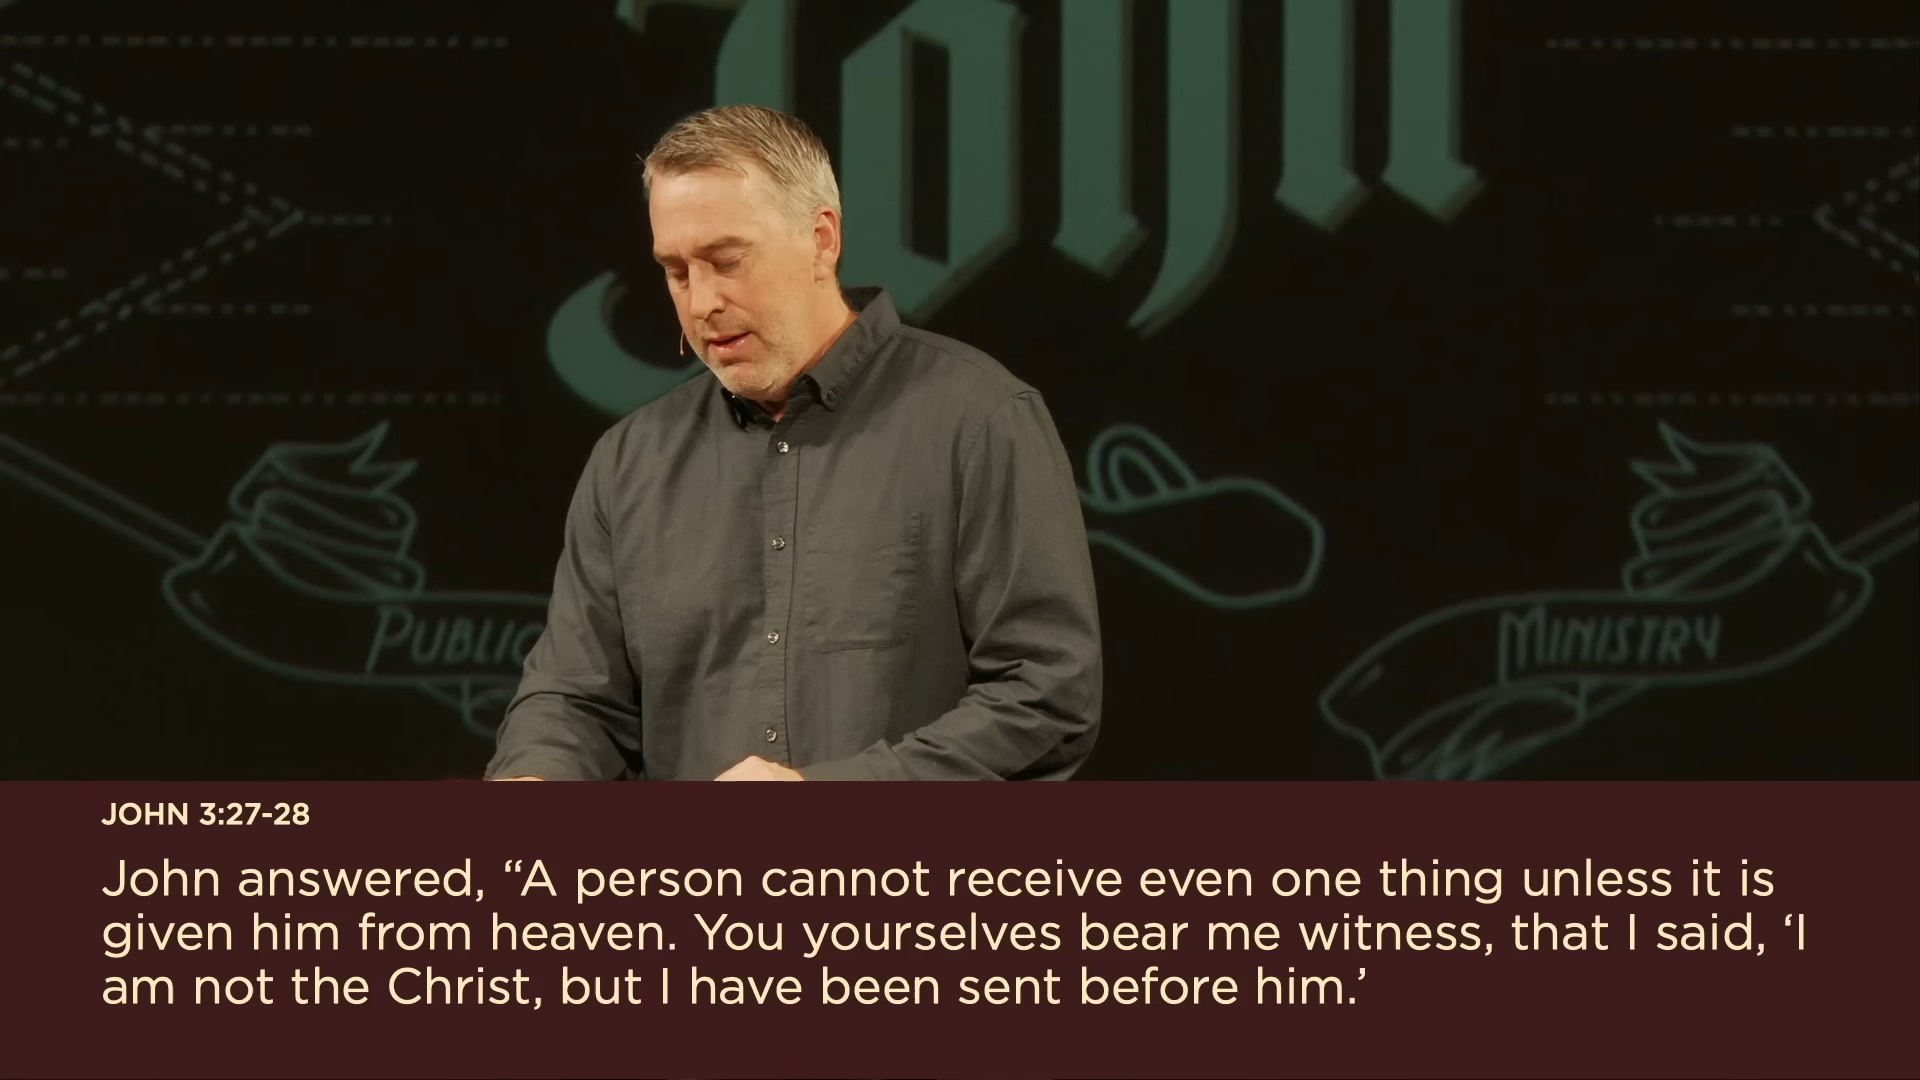 John
Public
Ministry
JOHN 3:27-28
John answered, “A person cannot receive even one thing unless it is
given him from heaven. You yourselves bear me witness, that I said, ‘I
am not the Christ, but I have been sent before him.’